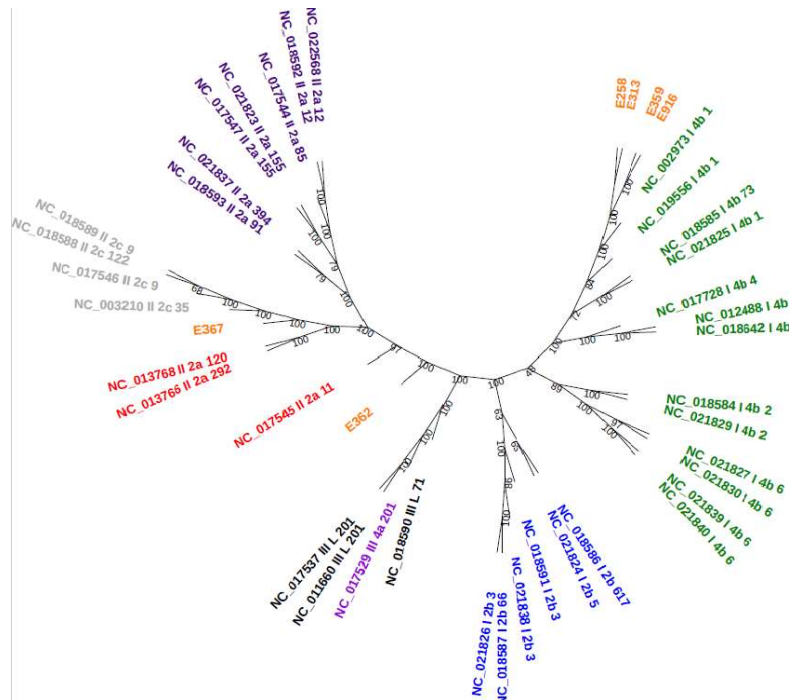 NC_022568 II 2a 12
NC_018592 II 2a 12
NC_017544 II 2a 85
NC_021823 II 2a 155
NC_017547 II 2a 155
NC_021837 II 2a 394
NC_018593 II 2a 91
NC_018589 II 2c 9
NC_018588 II 2c 122
NC_017546 II 2c 9
NC_003210 II 2c 35
E367
NC_013768 II 2a 120
NC_013766 II 2a 292
NC_017545 II 2a 11
E362
NC_017537 III L 201
NC_011660 III L 201
NC_017529 III 4a 201
NC_018590 III L 71
NC_021826 I 2b 3
NC_018587 I 2b 66
NC_021838 I 2b 3
NC_018591 I 2b 3
NC_021824 I 2b 5
NC_018586 I 2b 617
NC_021840 I 4b 6
NC_021839 I 4b 6
NC_021830 I 4b 6
NC_021827 I 4b 6
NC_021829 I 4b 2
NC_018584 I 4b 2
NC_018642 I 4b
NC_012488 I 4b
NC_017728 I 4b 4
NC_021825 I 4b 1
NC_018585 I 4b 73
NC_019556 I 4b 1
NC_002973 I 4b 1
E916
E359
E313
E258
100
100
100
79
79
100
68
100
100
100
100
100
97
100
100
100
100
100
100
63
65
100
98
100
48
89
100
97
100
100
100
100
72
100
64
100
100
100